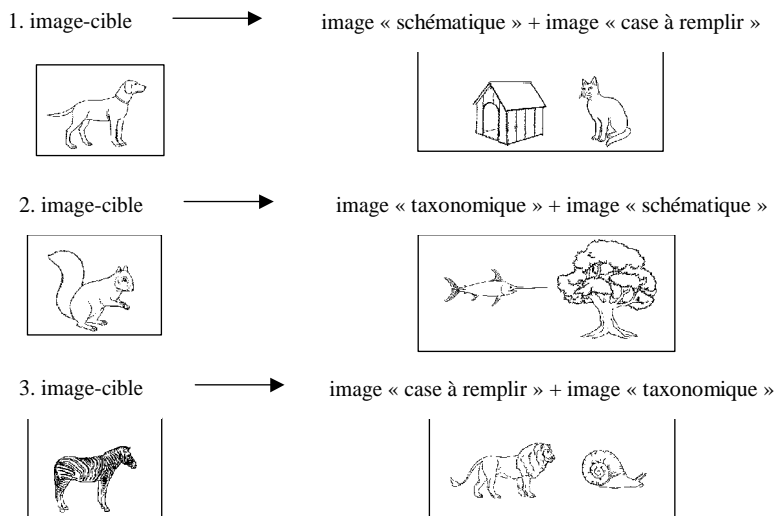 1. image-cible image « schématique » + image « case à remplir »
2. image-cible image « taxonomique » + image « schématique »
3. image-cible image « case à remplir » + image « taxonomique »